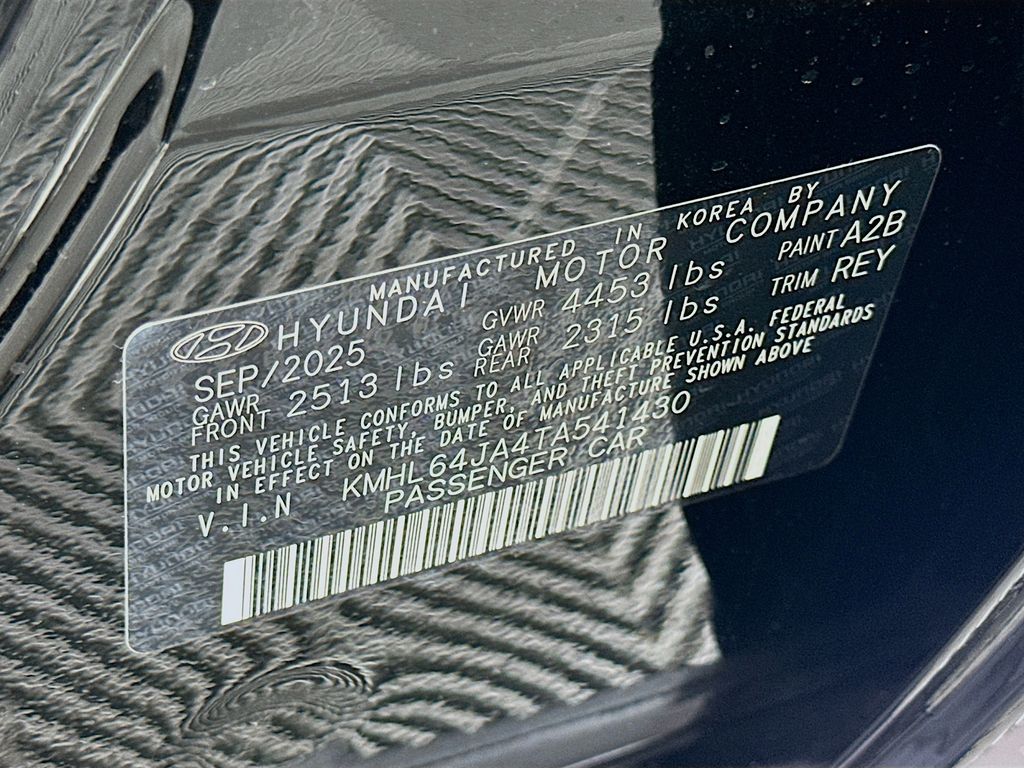 MANUFACTURED IN KOREA BY
HYUNDAI MOTOR COMPANY
SEP/2025 GVWR 4453 lbs PAINT A2B
GAWR FRONT 2513 lbs GAWR REAR 2315 lbs TRIM REY
THIS VEHICLE CONFORMS TO ALL APPLICABLE U.S.A. FEDERAL
MOTOR VEHICLE SAFETY, BUMPER, AND THEFT PREVENTION STANDARDS
IN EFFECT ON THE DATE OF MANUFACTURE SHOWN ABOVE
V.I.N KMHL64JA4TA541430
PASSENGER CAR